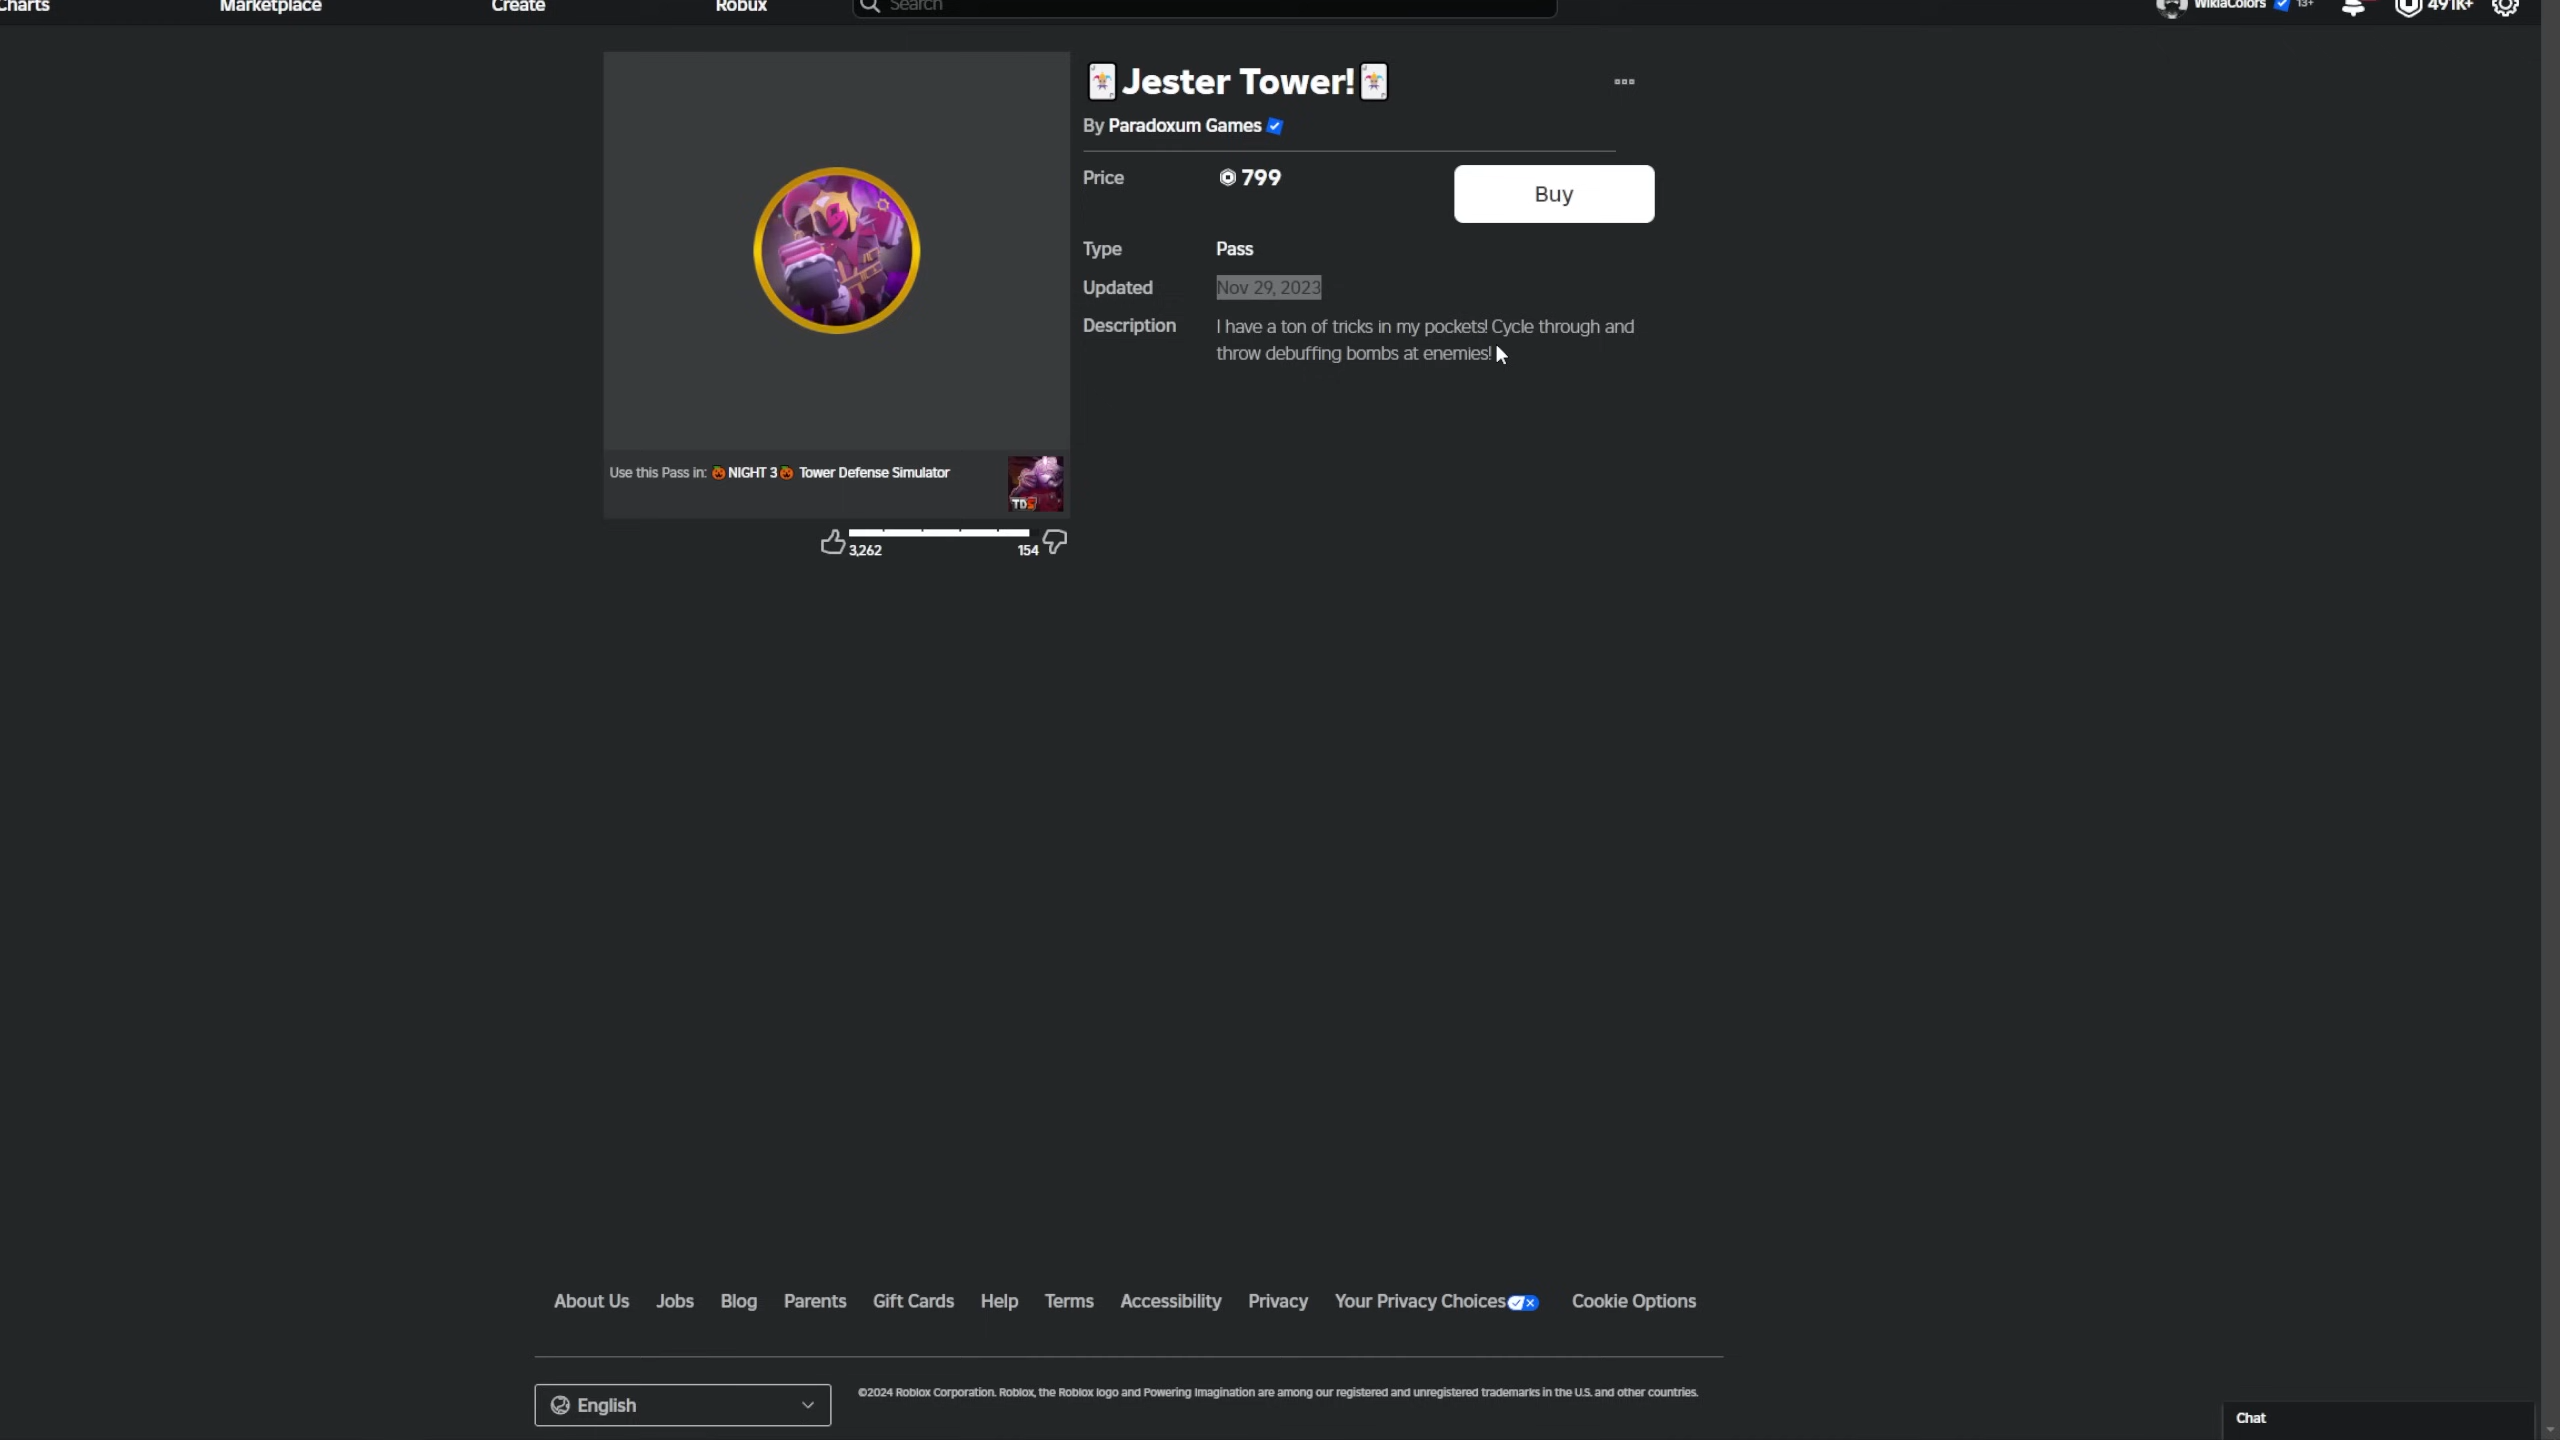 Charts Marketplace Create Robux Search WikiaColors 13+ 491K+
🃏Jester Tower!🃏
By Paradoxum Games
Price 799 Buy
Type Pass
Updated Nov 29, 2023
Description I have a ton of tricks in my pockets! Cycle through and
throw debuffing bombs at enemies!
Use this Pass in: 🎃NIGHT 3🎃 Tower Defense Simulator
TDS
3,262 154
About Us Jobs Blog Parents Gift Cards Help Terms Accessibility Privacy Your Privacy Choices Cookie Options
English ©2024 Roblox Corporation. Roblox, the Roblox logo and Powering Imagination are among our registered and unregistered trademarks in the U.S. and other countries.
Chat